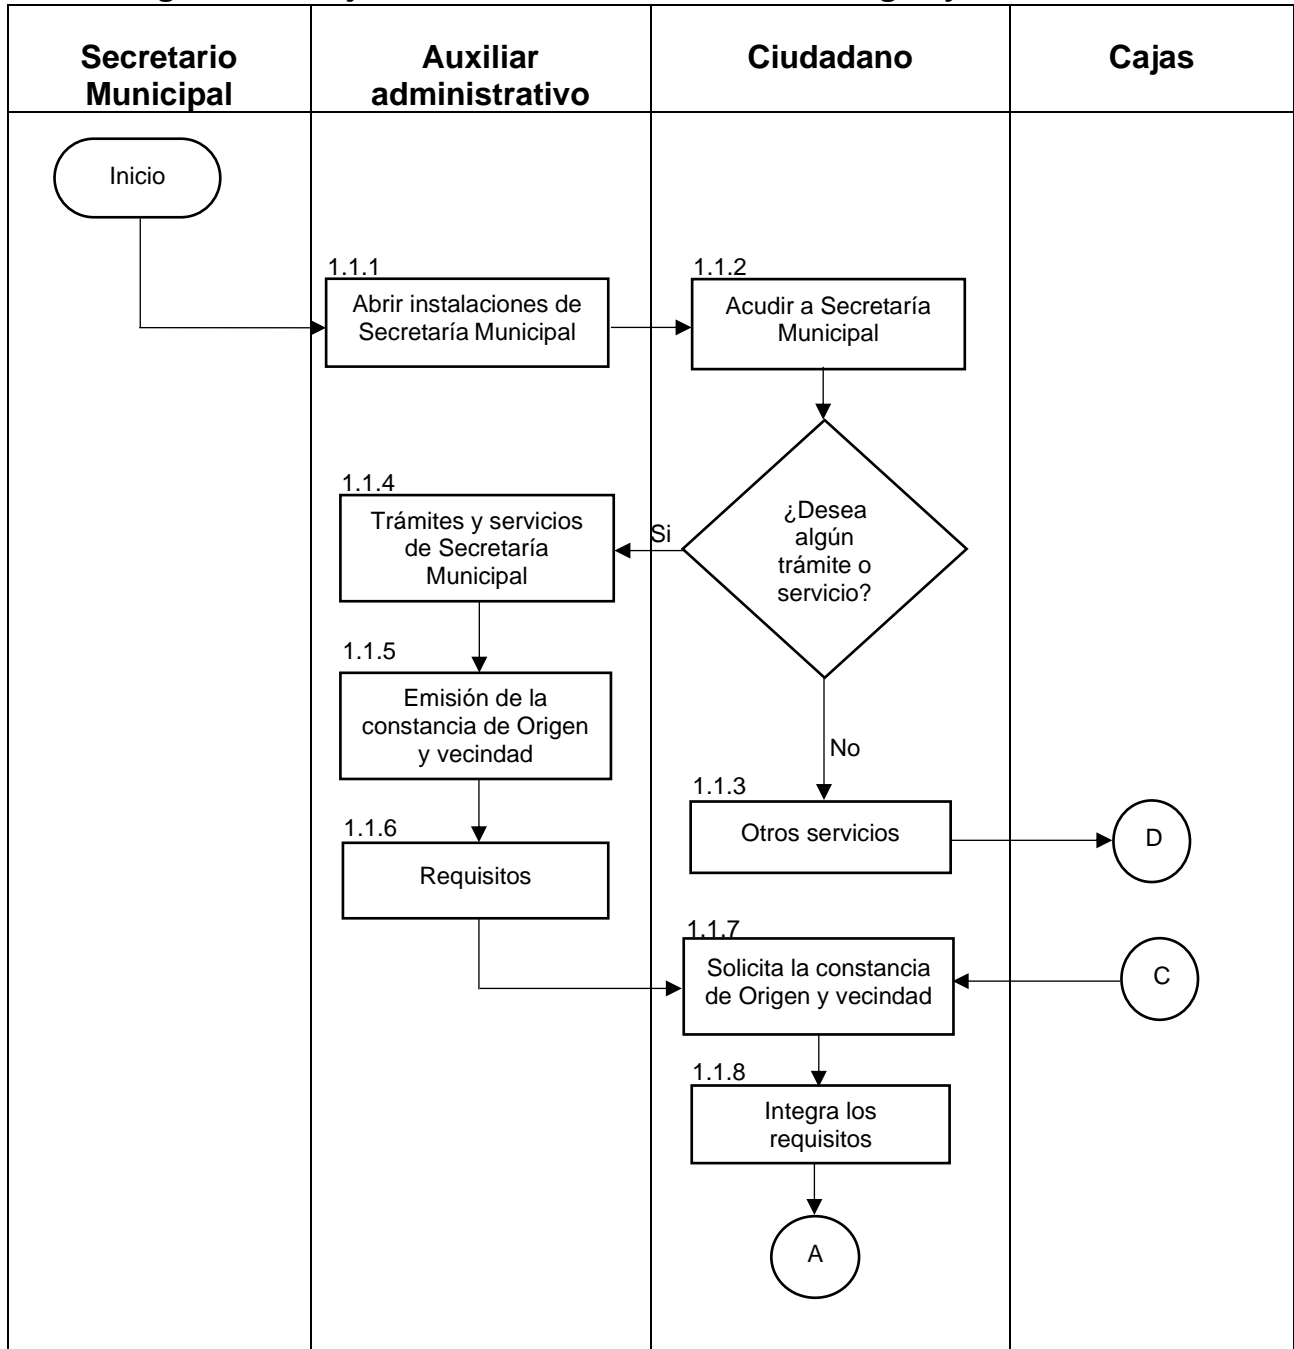 Secretario
Municipal
Auxiliar
administrativo
Ciudadano
Cajas
Inicio
1.1.1
Abrir instalaciones de
Secretaría Municipal
1.1.2
Acudir a Secretaría
Municipal
¿Desea
algún
trámite o
servicio?
Si
1.1.4
Trámites y servicios
de Secretaría
Municipal
1.1.5
Emisión de la
constancia de Origen
y vecindad
No
1.1.3
Otros servicios
D
1.1.6
Requisitos
1.1.7
Solicita la constancia
de Origen y vecindad
C
1.1.8
Integra los
requisitos
A